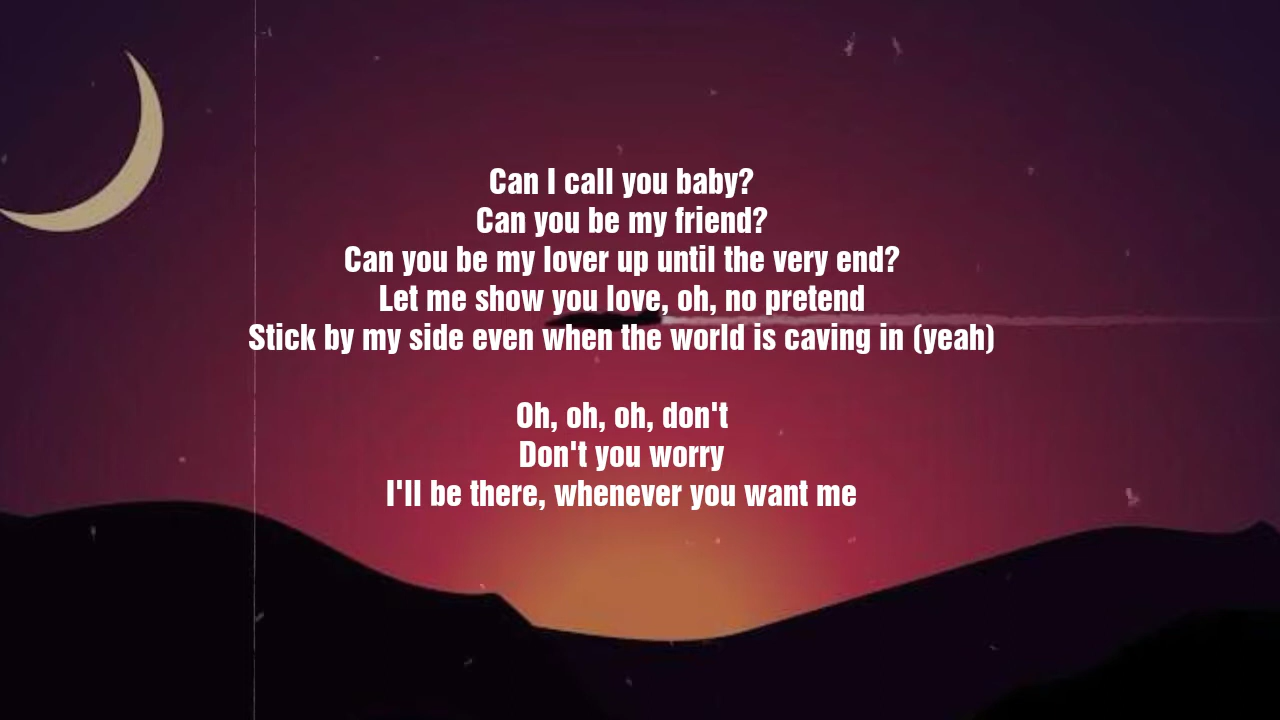 Can I call you baby?
Can you be my friend?
Can you be my lover up until the very end?
Let me show you love, oh, no pretend
Stick by my side even when the world is caving in (yeah)
Oh, oh, oh, don't
Don't you worry
I'll be there, whenever you want me